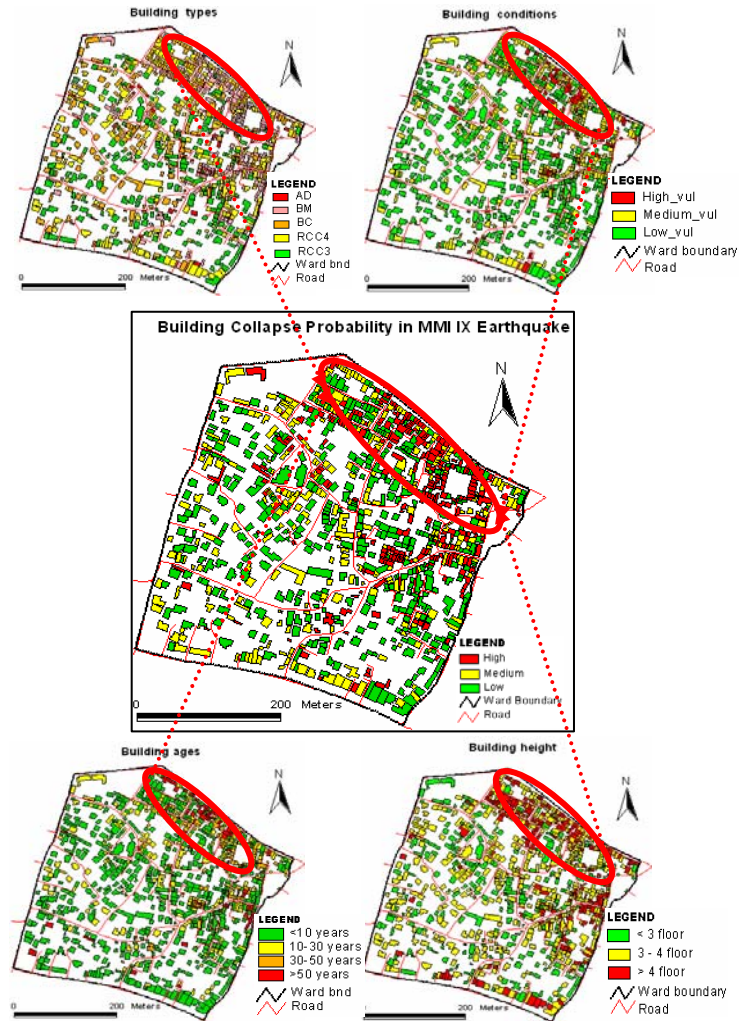 Building types
N
LEGEND
AD
BM
BC
RCC4
RCC3
Ward bnd
Road
0 200 Meters
Building conditions
N
LEGEND
High_vul
Medium_vul
Low_vul
Ward boundary
Road
0 200 Meters
Building Collapse Probability in MMI IX Earthquake
N
LEGEND
High
Medium
Low
Ward Boundary
Road
0 200 Meters
Building ages
N
LEGEND
<10 years
10-30 years
30-50 years
>50 years
Ward bnd
Road
0 200 Meters
Building height
N
LEGEND
< 3 floor
3 - 4 floor
> 4 floor
Ward boundary
Road
0 200 Meters